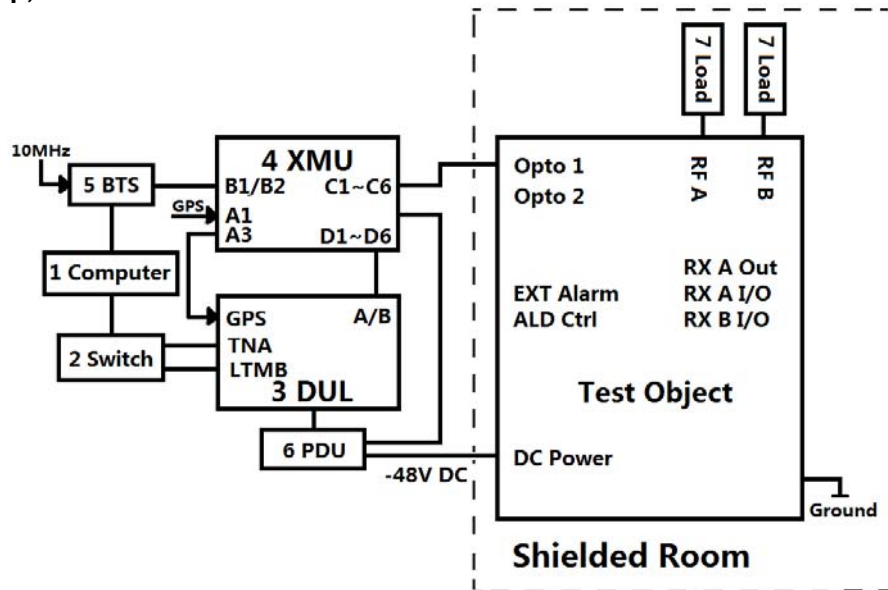 7 Load
7 Load
10MHz
5 BTS
4 XMU
B1/B2
C1~C6
GPS
A1
A3
D1~D6
Opto 1
Opto 2
RF A
RF B
1 Computer
RX A Out
EXT Alarm
RX A I/O
ALD Ctrl
RX B I/O
GPS
A/B
TNA
LTMB
2 Switch
3 DUL
Test Object
6 PDU
-48V DC
DC Power
Ground
Shielded Room